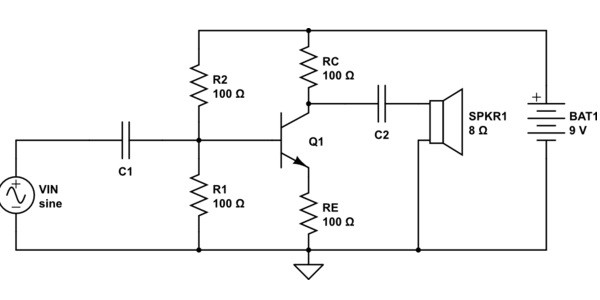 RC
100 Ω
R2
100 Ω
C2
SPKR1
8 Ω
+
BAT1
9 V
Q1
C1
+
VIN
sine
R1
100 Ω
RE
100 Ω